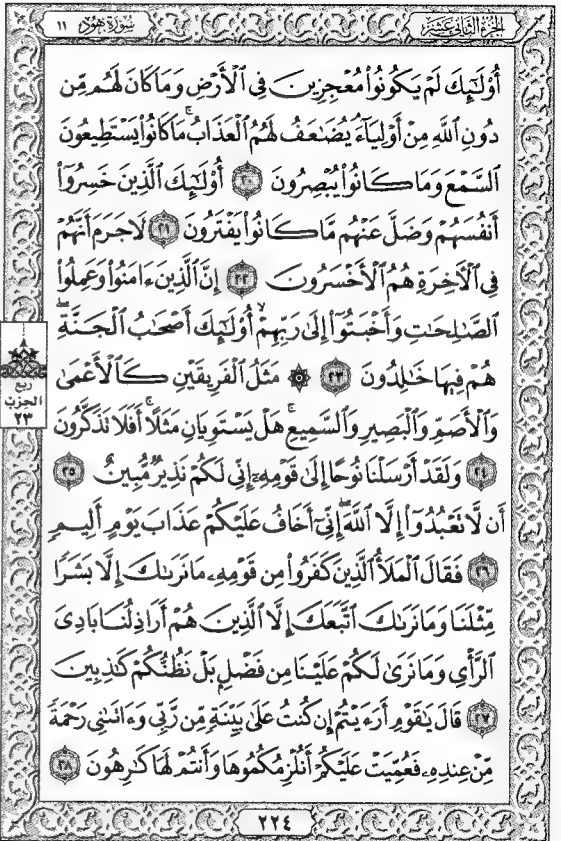 الجزء الثاني عشر
سورة هود ١١
أُوْلَٰٓئِكَ لَمْ يَكُونُوا۟ مُعْجِزِينَ فِى ٱلْأَرْضِ وَمَا كَانَ لَهُم مِّن
دُونِ ٱللَّهِ مِنْ أَوْلِيَآءَ يُضَٰعَفُ لَهُمُ ٱلْعَذَابُ ۚ مَا كَانُوا۟ يَسْتَطِيعُونَ
ٱلسَّمْعَ وَمَا كَانُوا۟ يُبْصِرُونَ ٢٠ أُوْلَٰٓئِكَ ٱلَّذِينَ خَسِرُوٓا۟
أَنفُسَهُمْ وَضَلَّ عَنْهُم مَّا كَانُوا۟ يَفْتَرُونَ ٢١ لَا جَرَمَ أَنَّهُمْ
فِى ٱلْـَٔاخِرَةِ هُمُ ٱلْأَخْسَرُونَ ٢٢ إِنَّ ٱلَّذِينَ ءَامَنُوا۟ وَعَمِلُوا۟
ٱلصَّٰلِحَٰتِ وَأَخْبَتُوٓا۟ إِلَىٰ رَبِّهِمْ أُوْلَٰٓئِكَ أَصْحَٰبُ ٱلْجَنَّةِ ۖ
هُمْ فِيهَا خَٰلِدُونَ ٢٣ ۞ مَثَلُ ٱلْفَرِيقَيْنِ كَٱلْأَعْمَىٰ
وَٱلْأَصَمِّ وَٱلْبَصِيرِ وَٱلسَّمِيعِ ۚ هَلْ يَسْتَوِيَانِ مَثَلًا ۚ أَفَلَا تَذَكَّرُونَ
٢٤ وَلَقَدْ أَرْسَلْنَا نُوحًا إِلَىٰ قَوْمِهِۦٓ إِنِّى لَكُمْ نَذِيرٌ مُّبِينٌ ٢٥
أَن لَّا تَعْبُدُوٓا۟ إِلَّا ٱللَّهَ ۖ إِنِّىٓ أَخَافُ عَلَيْكُمْ عَذَابَ يَوْمٍ أَلِيمٍ
٢٦ فَقَالَ ٱلْمَلَأُ ٱلَّذِينَ كَفَرُوا۟ مِن قَوْمِهِۦ مَا نَرَىٰكَ إِلَّا بَشَرًا
مِّثْلَنَا وَمَا نَرَىٰكَ ٱتَّبَعَكَ إِلَّا ٱلَّذِينَ هُمْ أَرَاذِلُنَا بَادِىَ
ٱلرَّأْىِ وَمَا نَرَىٰ لَكُمْ عَلَيْنَا مِن فَضْلٍۭ بَلْ نَظُنُّكُمْ كَٰذِبِينَ
٢٧ قَالَ يَٰقَوْمِ أَرَءَيْتُمْ إِن كُنتُ عَلَىٰ بَيِّنَةٍ مِّن رَّبِّى وَءَاتَىٰنِى رَحْمَةً
مِّنْ عِندِهِۦ فَعُمِّيَتْ عَلَيْكُمْ أَنُلْزِمُكُمُوهَا وَأَنتُمْ لَهَا كَٰرِهُونَ ٢٨
ربع
الحزب
٢٣
٢٢٤